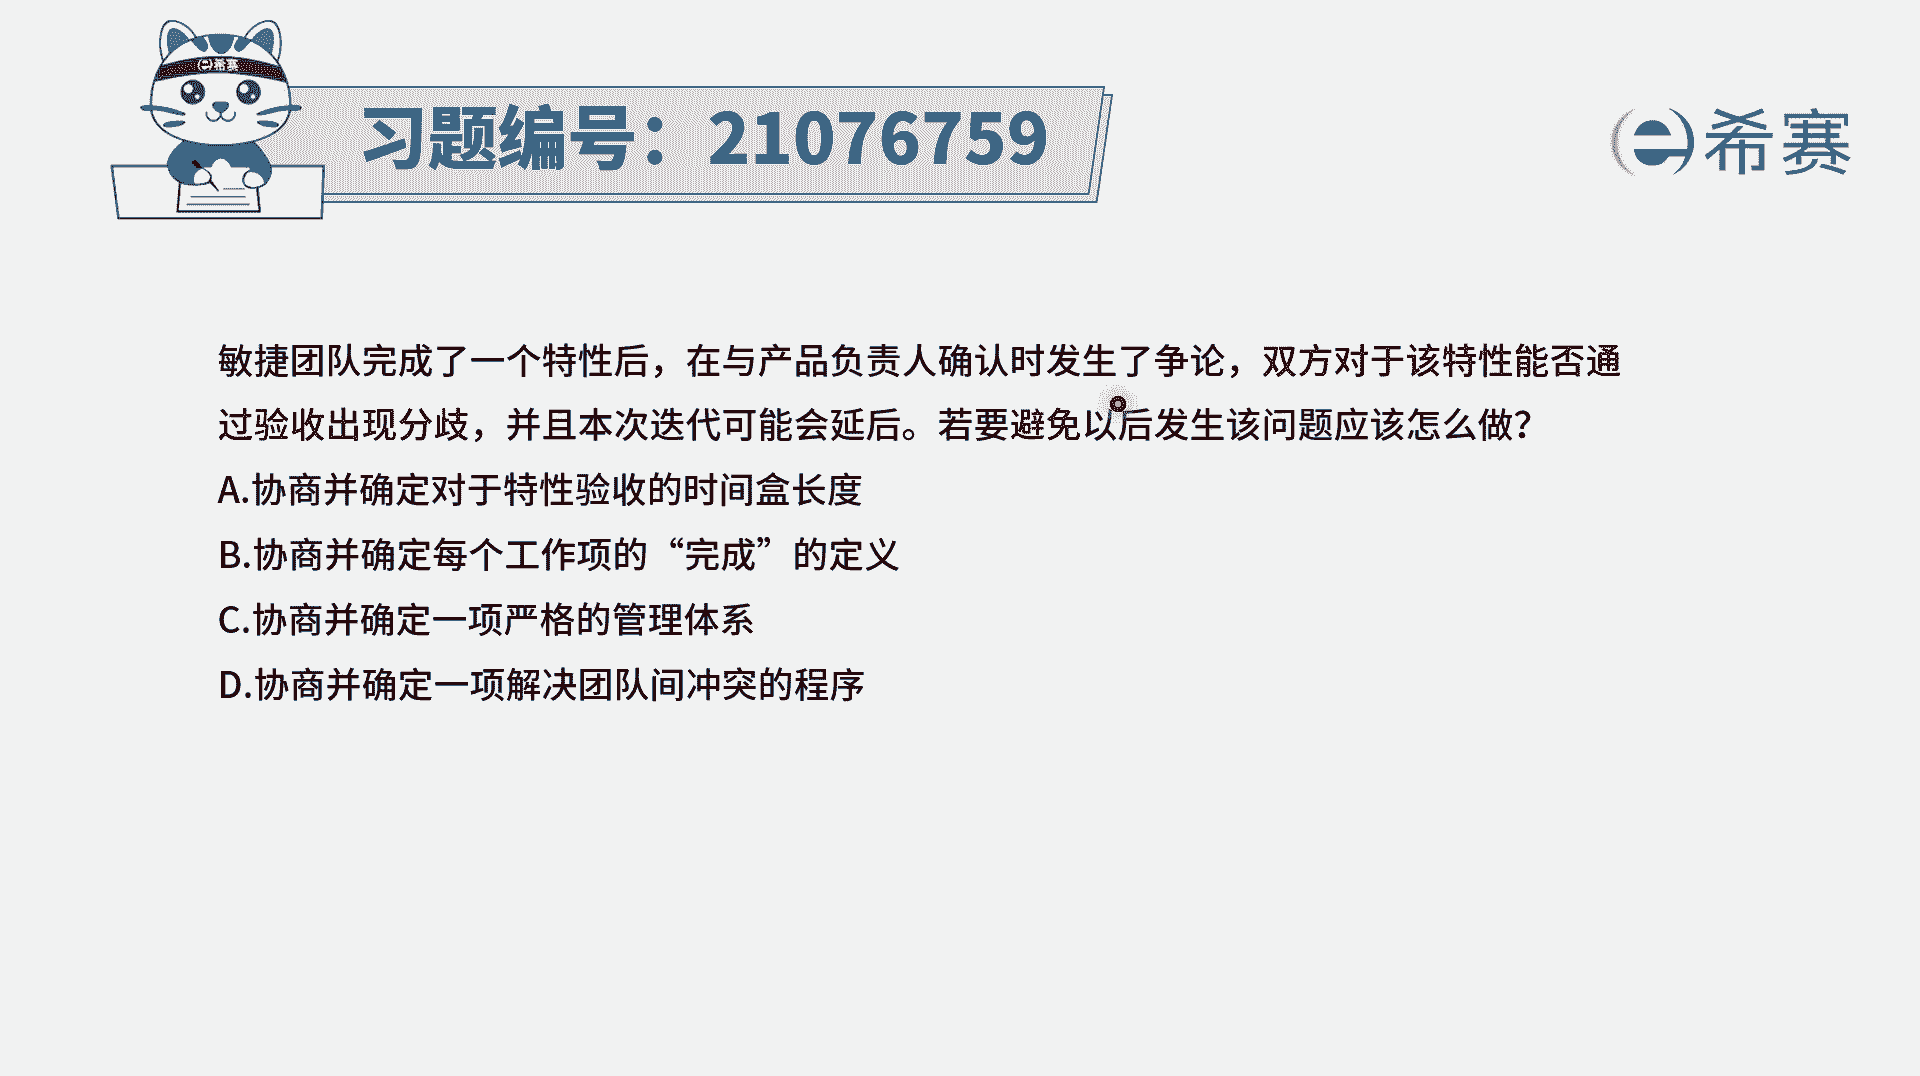 希赛
习题编号：21076759
希赛
敏捷团队完成了一个特性后，在与产品负责人确认时发生了争论，双方对于该特性能否通
过验收出现分歧，并且本次迭代可能会延后。若要避免以后发生该问题应该怎么做？
A.协商并确定对于特性验收的时间盒长度
B.协商并确定每个工作项的“完成”的定义
C.协商并确定一项严格的管理体系
D.协商并确定一项解决团队间冲突的程序